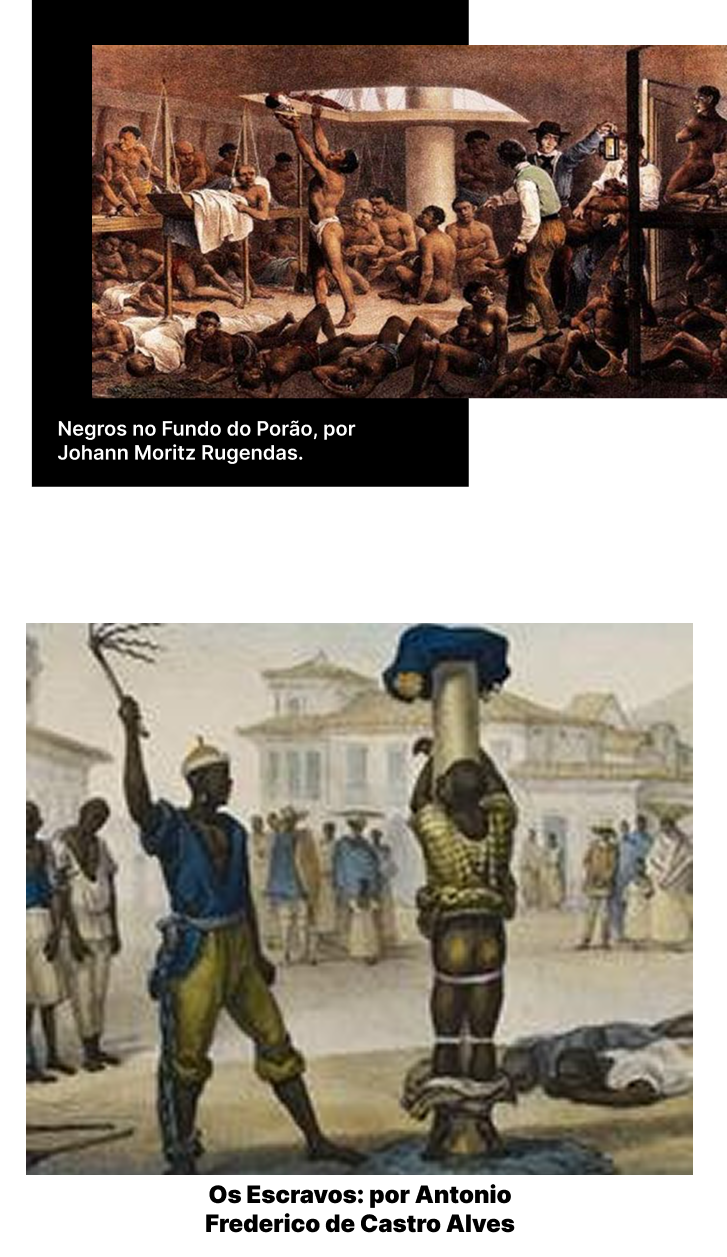 Negros no Fundo do Porão, por
Johann Moritz Rugendas.
Os Escravos: por Antonio
Frederico de Castro Alves